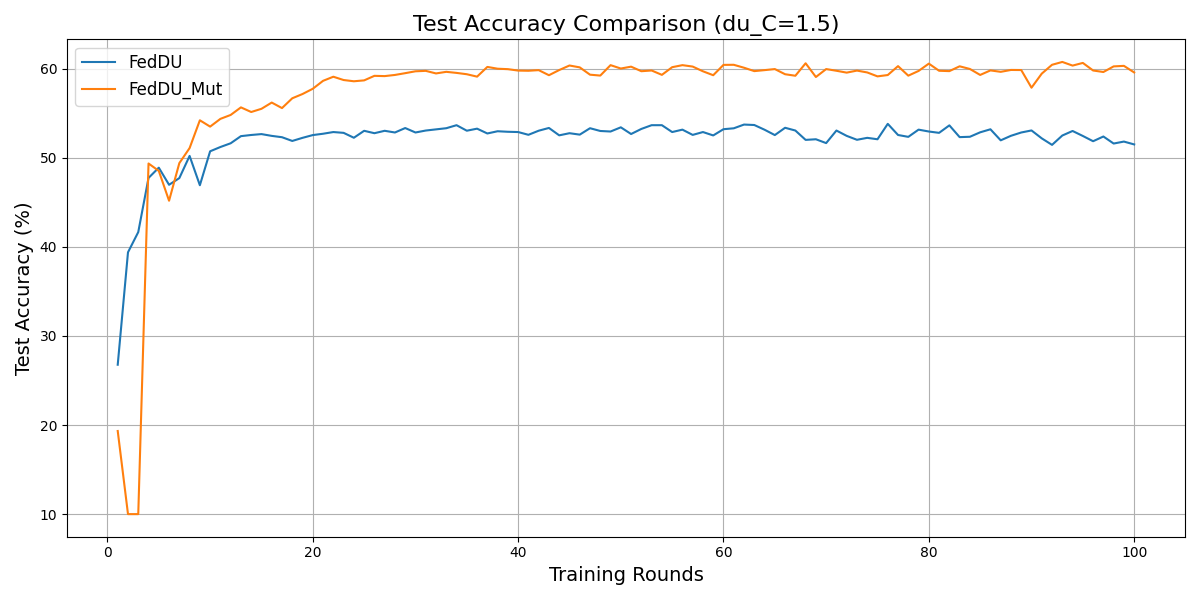 Test Accuracy Comparison (du_C=1.5)
FedDU
FedDU_Mut
Test Accuracy (%)
60
50
40
30
20
10
0 20 40 60 80 100
Training Rounds